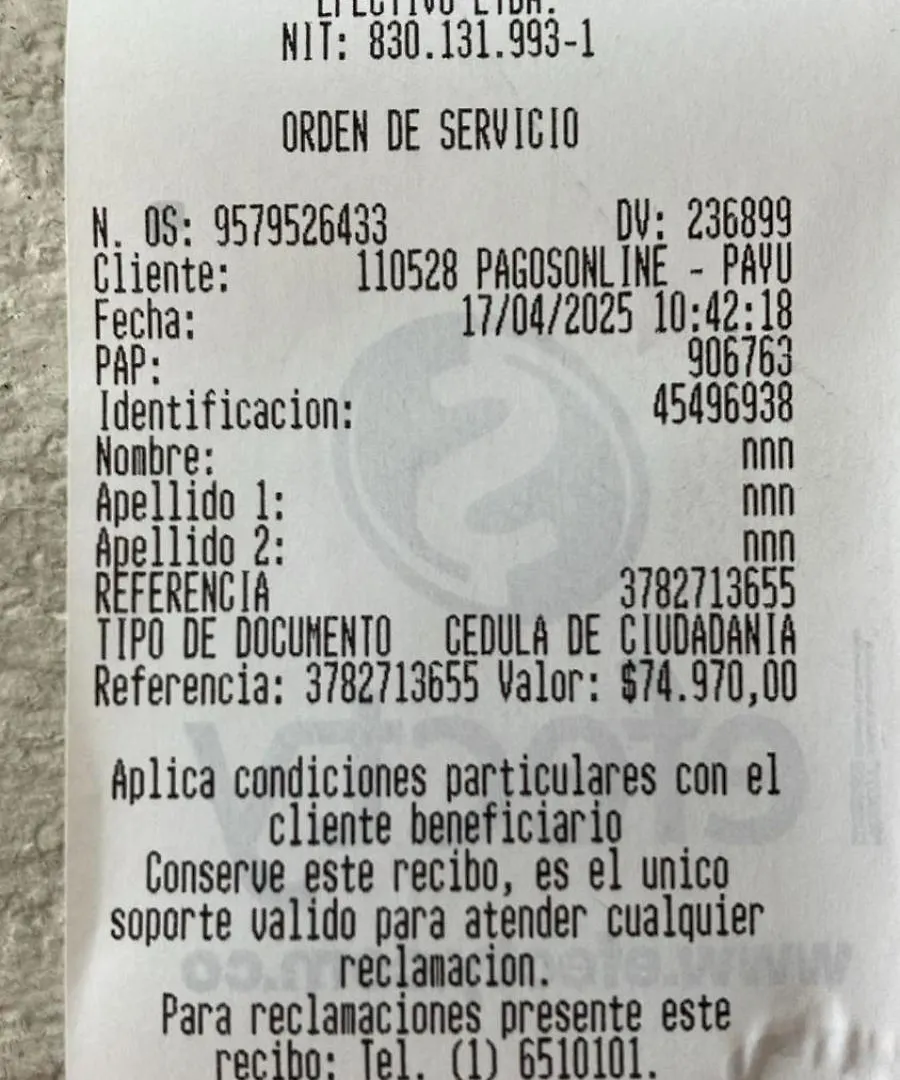 EFECTIVO LTDA.
NIT: 830.131.993-1
ORDEN DE SERVICIO
N. OS: 9579526433 DV: 236899
Cliente: 110528 PAGOSONLINE - PAYU
Fecha: 17/04/2025 10:42:18
PAP: 906763
Identificacion: 45496938
Nombre: nnn
Apellido 1: nnn
Apellido 2: nnn
REFERENCIA 3782713655
TIPO DE DOCUMENTO CEDULA DE CIUDADANIA
Referencia: 3782713655 Valor: $74.970,00
Aplica condiciones particulares con el
cliente beneficiario
Conserve este recibo, es el unico
soporte valido para atender cualquier
reclamacion.
Para reclamaciones presente este
recibo: Tel. (1) 6510101.